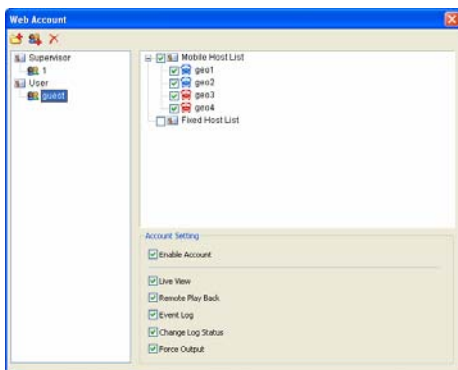 Web Account
Supervisor
1
User
guest
Mobile Host List
geo1
geo2
geo3
geo4
Fixed Host List
Account Setting
Enable Account
Live View
Remote Play Back
Event Log
Change Log Status
Force Output